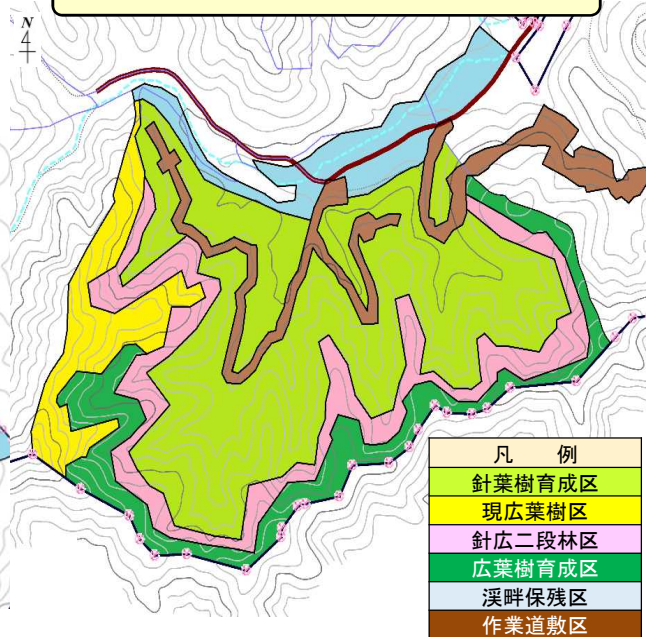 N
凡 例
針葉樹育成区
現広葉樹区
針広二段林区
広葉樹育成区
渓畔保残区
作業道敷区